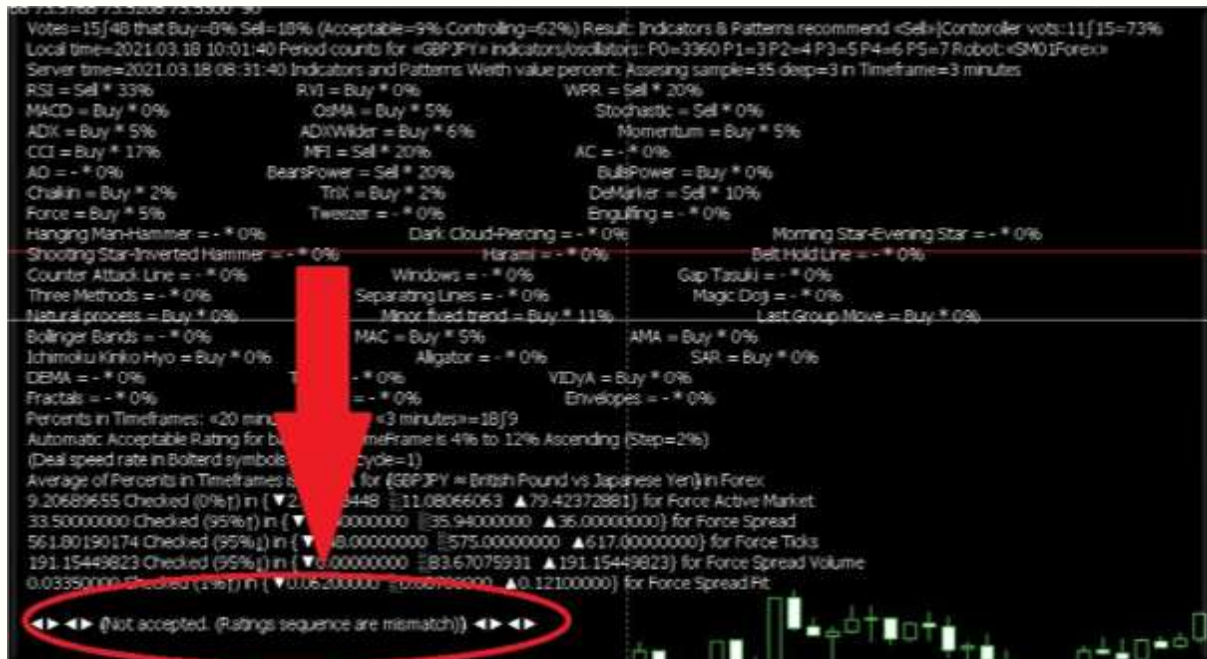 Votes=15∫48 that Buy=8% Sell=18% (Acceptable=9% Controlling=62%) Result: Indicators & Patterns recommend «Sell»|Contoroller vots:11∫15=73%
Local time=2021.03.18 10:01:40 Period counts for «GBPJPY» indicators/oscillators: P0=3360 P1=3 P2=4 P3=5 P4=6 P5=7 Robot:«SM01Forex»
Server time=2021.03.18 08:31:40 Indicators and Patterns Weith value percent: Assesing sample=35 deep=3 in Timeframe=3 minutes
RSI = Sell * 33% RVI = Buy * 0% WPR = Sell * 20%
MACD = Buy * 0% OsMA = Buy * 5% Stochastic = Sell * 0%
ADX = Buy * 5% ADXWilder = Buy * 6% Momentum = Buy * 5%
CCI = Buy * 17% MFI = Sell * 20% AC = - * 0%
AO = - * 0% BearsPower = Sell * 20% BullsPower = Buy * 0%
Chaikin = Buy * 2% TriX = Buy * 2% DeMarker = Sell * 10%
Force = Buy * 5% Tweezer = - * 0% Engulfing = - * 0%
Hanging Man-Hammer = - * 0% Dark Cloud-Piercing = - * 0% Morning Star-Evening Star = - * 0%
Shooting Star-Inverted Hammer = - * 0% Harami = - * 0% Belt Hold Line = - * 0%
Counter Attack Line = - * 0% Windows = - * 0% Gap Tasuki = - * 0%
Three Methods = - * 0% Separating Lines = - * 0% Magic Doji = - * 0%
Natural process = Buy * 0% Minor fixed trend = Buy * 11% Last Group Move = Buy * 0%
Bollinger Bands = - * 0% MAC = Buy * 5% AMA = Buy * 0%
Ichimoku Kinko Hyo = Buy * 0% Alligator = - * 0% SAR = Buy * 0%
DEMA = - * 0% - * 0% VIDyA = Buy * 0%
Fractals = - * 0% = - * 0% Envelopes = - * 0%
Percents in Timeframes: «20 «3 minutes»=18∫9
Automatic Acceptable Rating for is 4% to 12% Ascending (Step=2%)
(Deal speed rate in Bolterd symbols
Average of Percents in Timeframes for {GBPJPY ≈ British Pound vs Japanese Yen} in Forex
9.20689655 Checked (0%↑) in {▼ ▒11.08066063 ▲79.42372881} for Force Active Market
33.50000000 Checked (95%↑) in {▼ ▒35.94000000 ▲36.00000000} for Force Spread
561.80190174 Checked (95%↓) in {▼ ▒575.00000000 ▲617.00000000} for Force Ticks
191.15449823 Checked (95%↓) in {▼ ▒83.67075931 ▲191.15449823} for Force Spread Volume
0.03350000 Checked (1%↑) in {▼0.06200000 ▲0.12100000} for Force Spread Fit
◄► ◄► {Not accepted. (Ratings sequence are mismatch)} ◄► ◄►